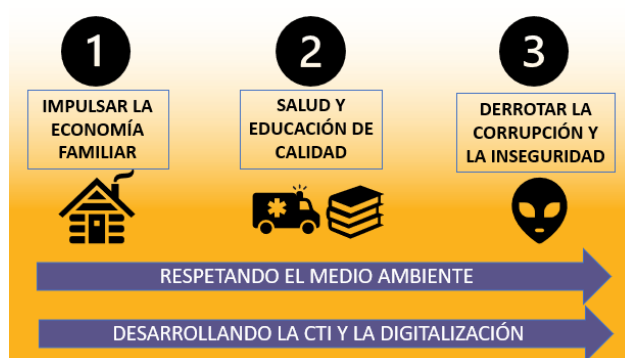 1
2
3
IMPULSAR LA
ECONOMÍA
FAMILIAR
SALUD Y
EDUCACIÓN DE
CALIDAD
DERROTAR LA
CORRUPCIÓN Y
LA INSEGURIDAD
RESPETANDO EL MEDIO AMBIENTE
DESARROLLANDO LA CTI Y LA DIGITALIZACIÓN